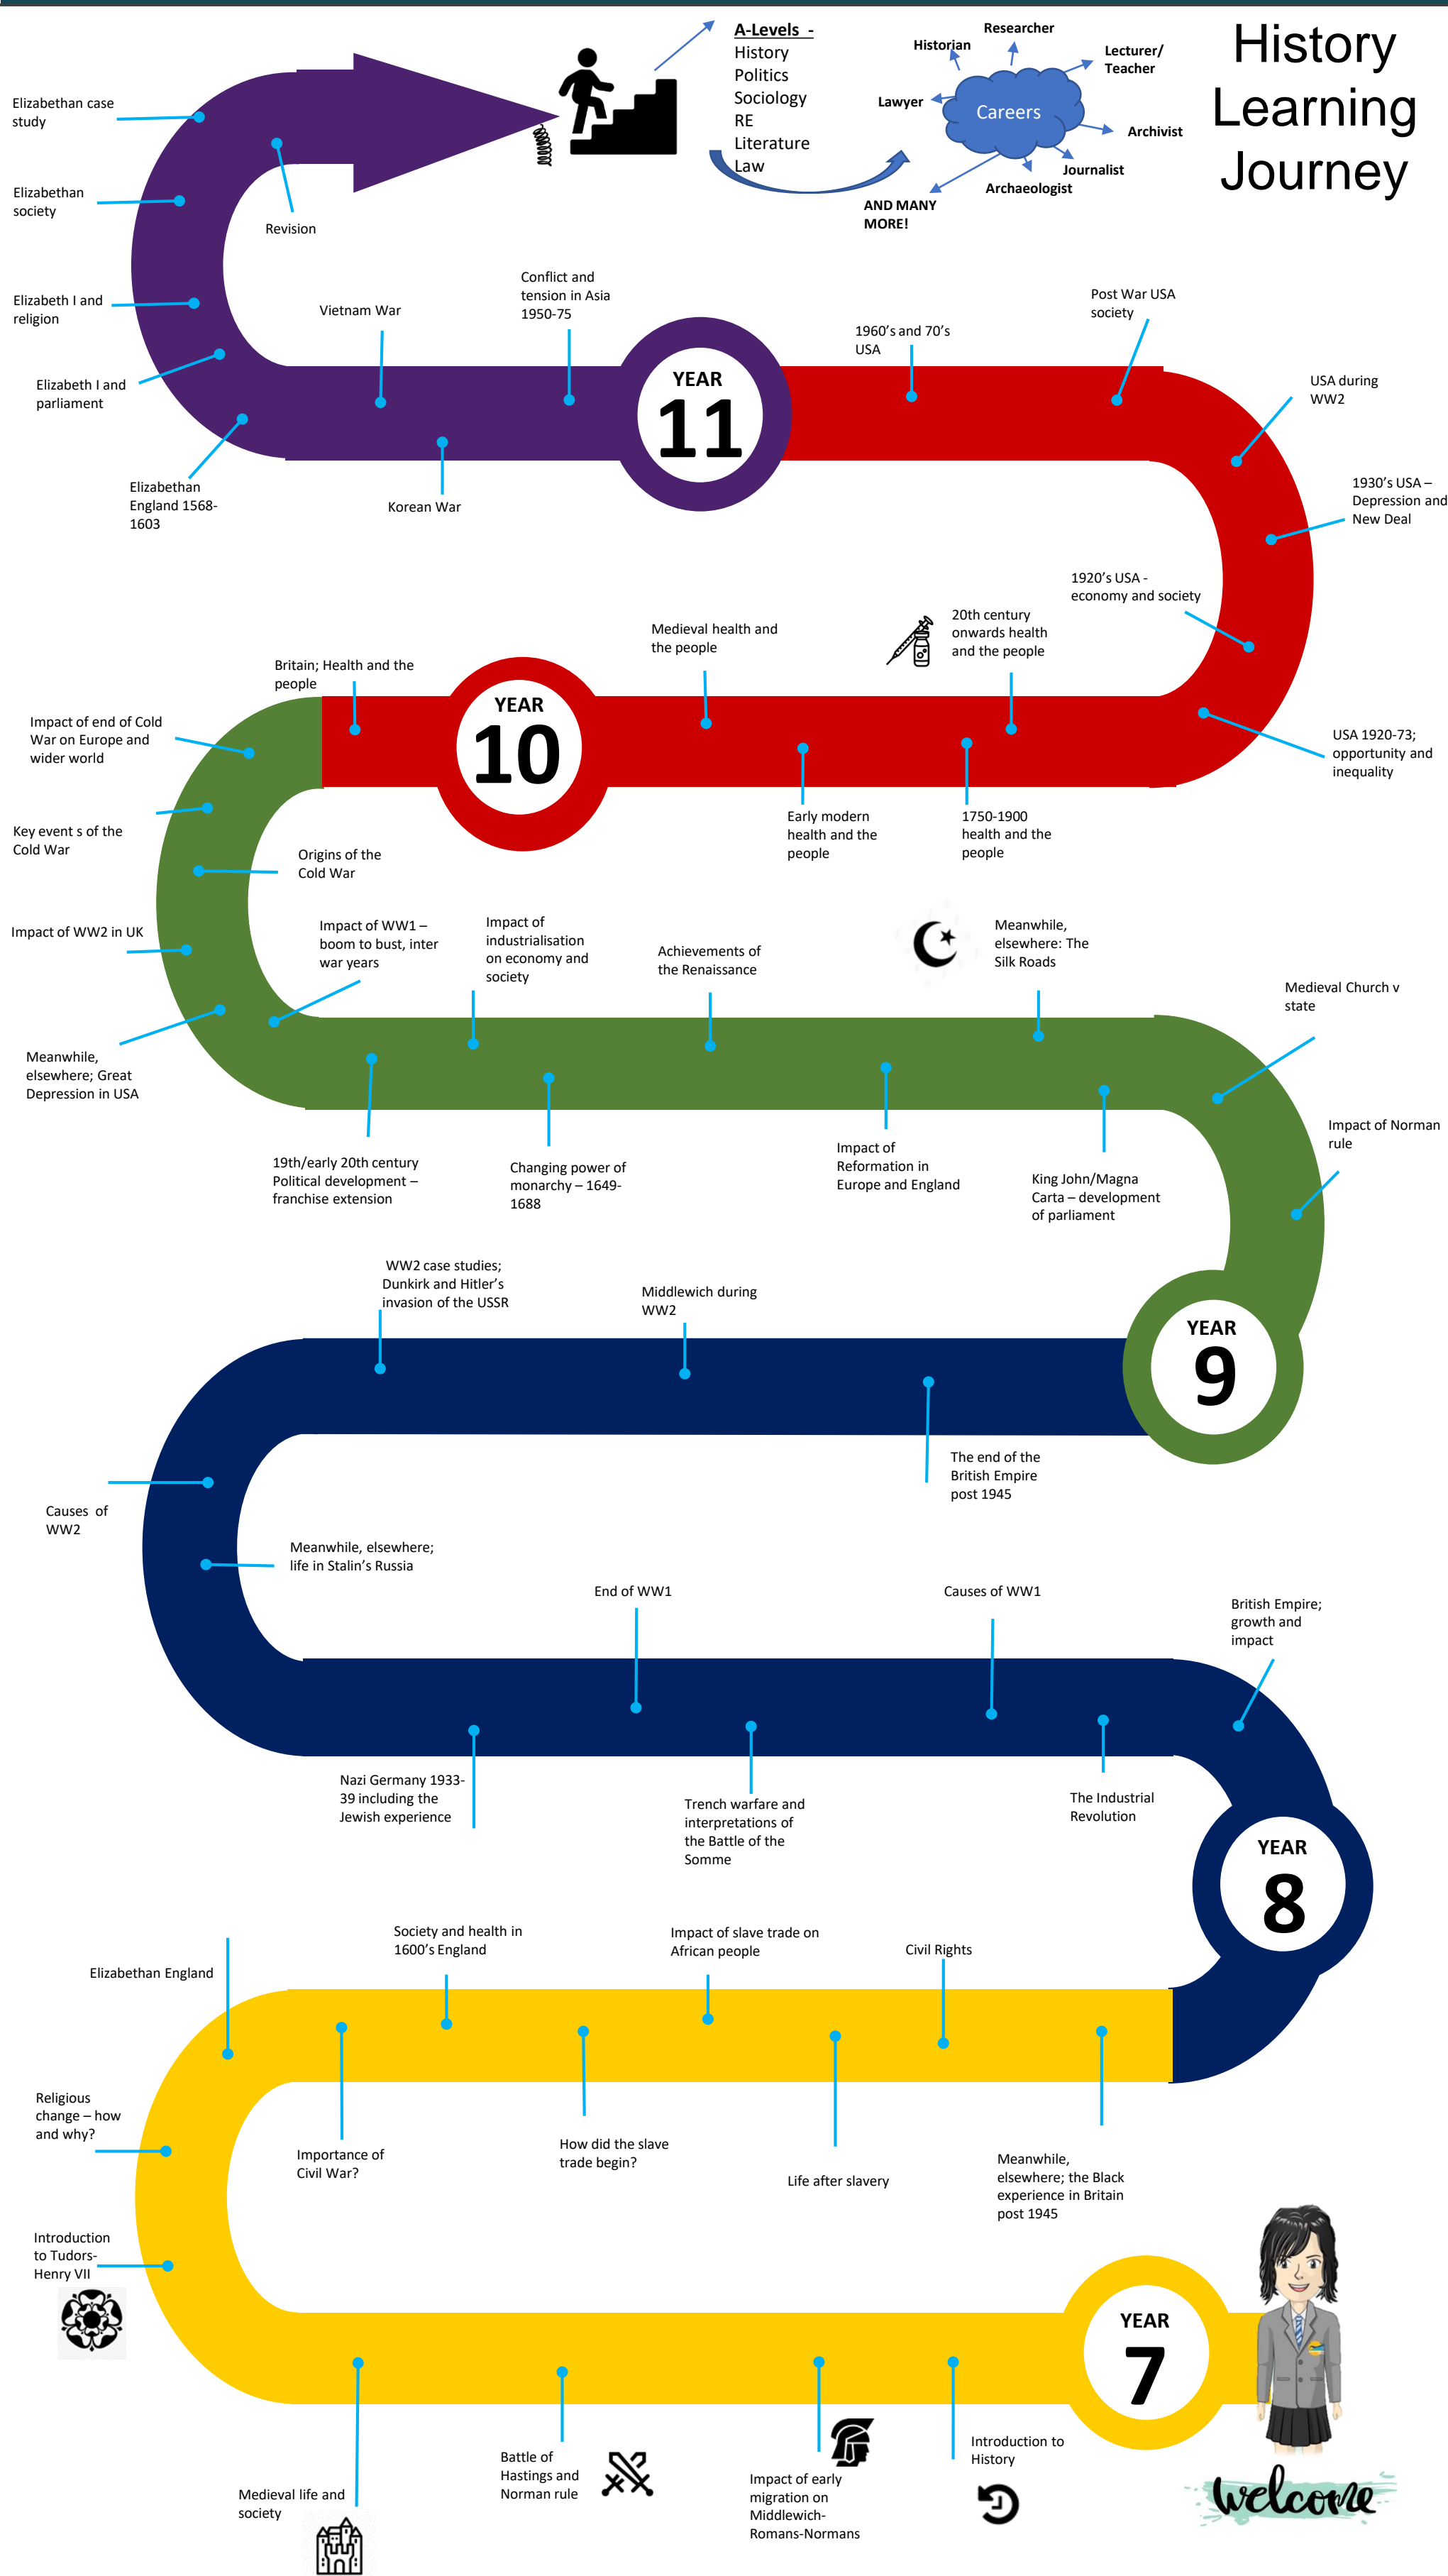 History
Learning
Journey
A-Levels -
History
Politics
Sociology
RE
Literature
Law
Careers
Historian
Researcher
Lecturer/
Teacher
Lawyer
Archivist
Journalist
Archaeologist
AND MANY
MORE!
Elizabethan case
study
Revision
Elizabethan
society
Elizabeth I and
religion
Elizabeth I and
parliament
Elizabethan
England 1568-
1603
Vietnam War
Korean War
Conflict and
tension in Asia
1950-75
YEAR
11
1960's and 70's
USA
Post War USA
society
USA during
WW2
1930's USA –
Depression and
New Deal
1920's USA -
economy and society
USA 1920-73;
opportunity and
inequality
20th century
onwards health
and the people
1750-1900
health and the
people
Early modern
health and the
people
Medieval health and
the people
YEAR
10
Britain; Health and the
people
Impact of end of Cold
War on Europe and
wider world
Key event s of the
Cold War
Origins of the
Cold War
Impact of WW2 in UK
Meanwhile,
elsewhere; Great
Depression in USA
Impact of WW1 –
boom to bust, inter
war years
19th/early 20th century
Political development –
franchise extension
Impact of
industrialisation
on economy and
society
Changing power of
monarchy – 1649-
1688
Achievements of
the Renaissance
Impact of
Reformation in
Europe and England
Meanwhile,
elsewhere: The
Silk Roads
King John/Magna
Carta – development
of parliament
Medieval Church v
state
Impact of Norman
rule
YEAR
9
The end of the
British Empire
post 1945
Middlewich during
WW2
WW2 case studies;
Dunkirk and Hitler's
invasion of the USSR
Causes of
WW2
Meanwhile, elsewhere;
life in Stalin's Russia
Nazi Germany 1933-
39 including the
Jewish experience
End of WW1
Trench warfare and
interpretations of
the Battle of the
Somme
Causes of WW1
The Industrial
Revolution
British Empire;
growth and
impact
YEAR
8
Meanwhile,
elsewhere; the Black
experience in Britain
post 1945
Civil Rights
Life after slavery
Impact of slave trade on
African people
How did the slave
trade begin?
Society and health in
1600's England
Importance of
Civil War?
Elizabethan England
Religious
change – how
and why?
Introduction
to Tudors-
Henry VII
Medieval life and
society
Battle of
Hastings and
Norman rule
Impact of early
migration on
Middlewich-
Romans-Normans
Introduction to
History
YEAR
7
welcome